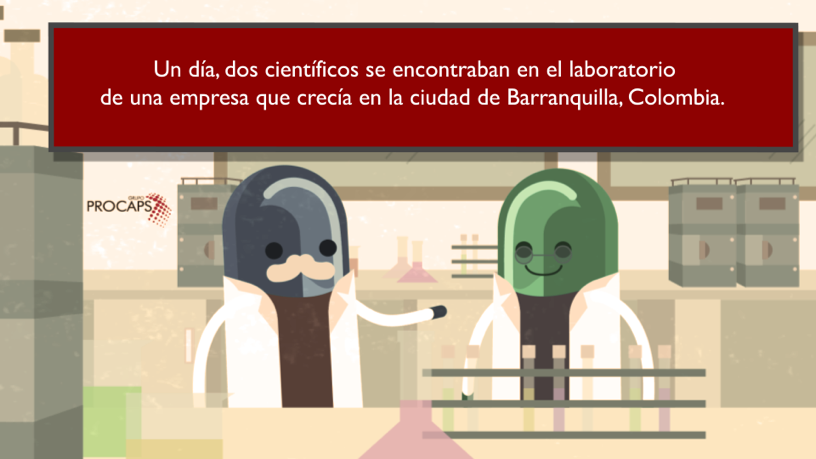 Un día, dos científicos se encontraban en el laboratorio
de una empresa que crecía en la ciudad de Barranquilla, Colombia.
GRUPO
PROCAPS